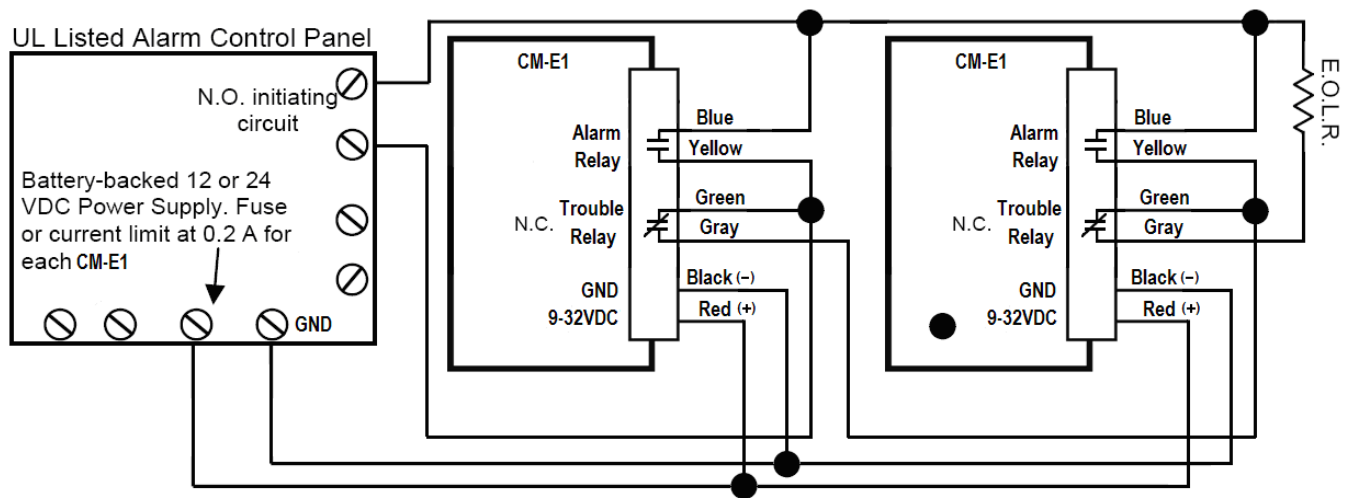 UL Listed Alarm Control Panel
N.O. initiating
circuit
Battery-backed 12 or 24
VDC Power Supply. Fuse
or current limit at 0.2 A for
each CM-E1
GND
CM-E1
Alarm
Relay
Blue
Yellow
N.C.
Trouble
Relay
Green
Gray
GND
9-32VDC
Black (−)
Red (+)
CM-E1
Alarm
Relay
Blue
Yellow
N.C.
Trouble
Relay
Green
Gray
GND
9-32VDC
Black (−)
Red (+)
E.O.L.R.